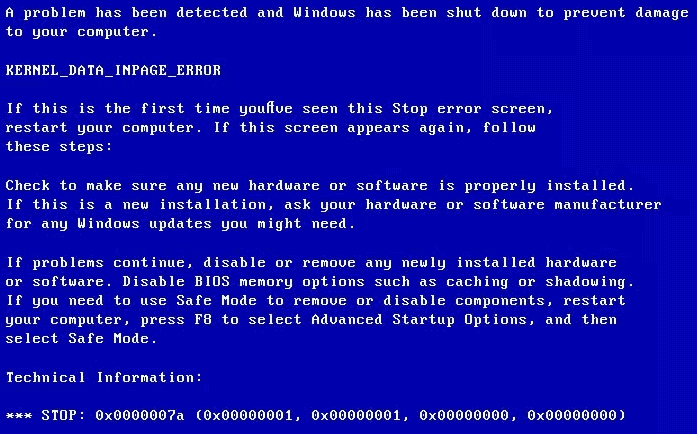 A problem has been detected and Windows has been shut down to prevent damage
to your computer.
KERNEL_DATA_INPAGE_ERROR
If this is the first time youƒve seen this Stop error screen,
restart your computer. If this screen appears again, follow
these steps:
Check to make sure any new hardware or software is properly installed.
If this is a new installation, ask your hardware or software manufacturer
for any Windows updates you might need.
If problems continue, disable or remove any newly installed hardware
or software. Disable BIOS memory options such as caching or shadowing.
If you need to use Safe Mode to remove or disable components, restart
your computer, press F8 to select Advanced Startup Options, and then
select Safe Mode.
Technical Information:
*** STOP: 0x0000007a (0x00000001, 0x00000001, 0x00000000, 0x00000000)